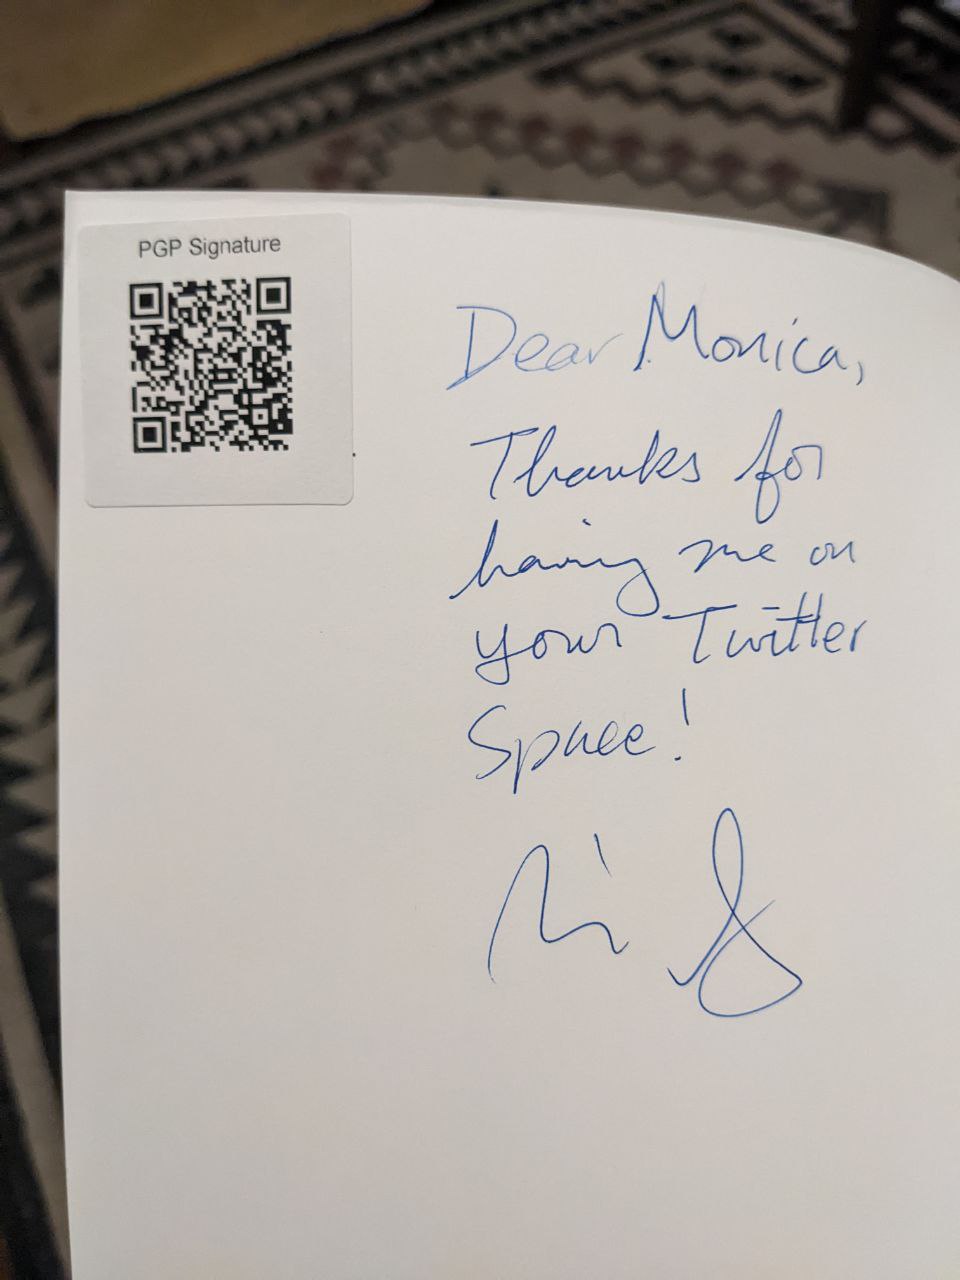 PGP Signature
Dear Monica,
Thanks for
having me on
your Twitter
Space!